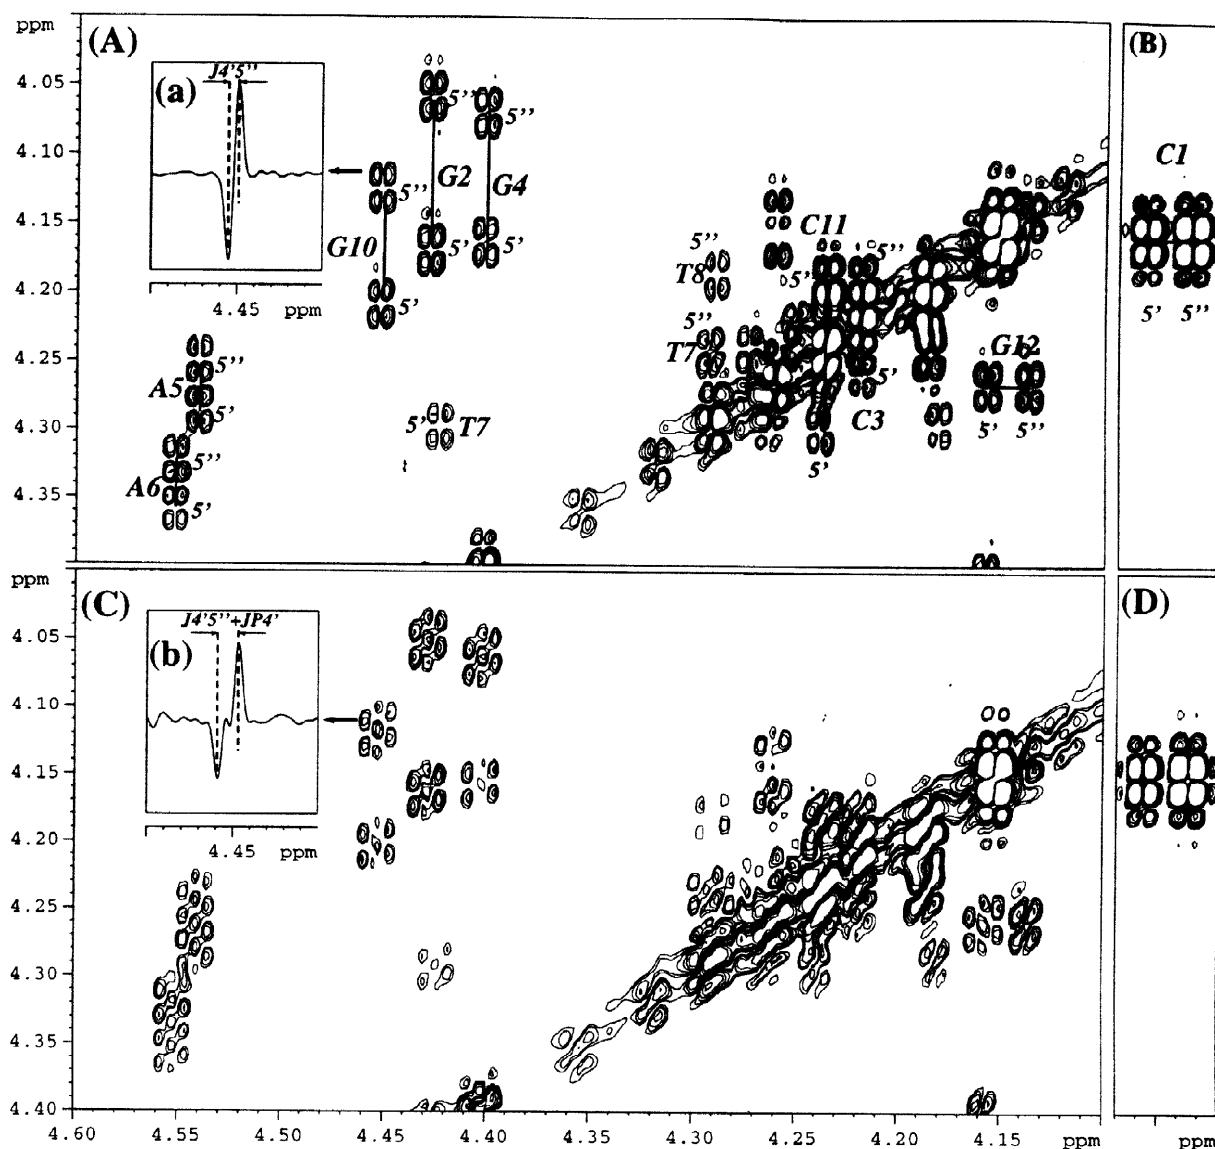 ppm
(A)
(B)
J4'5''
(a)
4.05
5''
5''
4.10
C1
G2
G4
5''
4.15
C11
G10
5'
5'
5''
5''
T8
5''
4.20
5'
5'
5''
5''
4.25
5''
T7
G12
A5
5'
5'
T7
C3
5'
5''
4.30
5''
5'
A6
4.35
5'
4.45 ppm
ppm
(C)
(D)
J4'5''+JP4'
(b)
4.05
4.10
4.15
4.20
4.45 ppm
4.25
4.30
4.35
4.40
4.60 4.55 4.50 4.45 4.40 4.35 4.30 4.25 4.20 4.15 ppm ppm